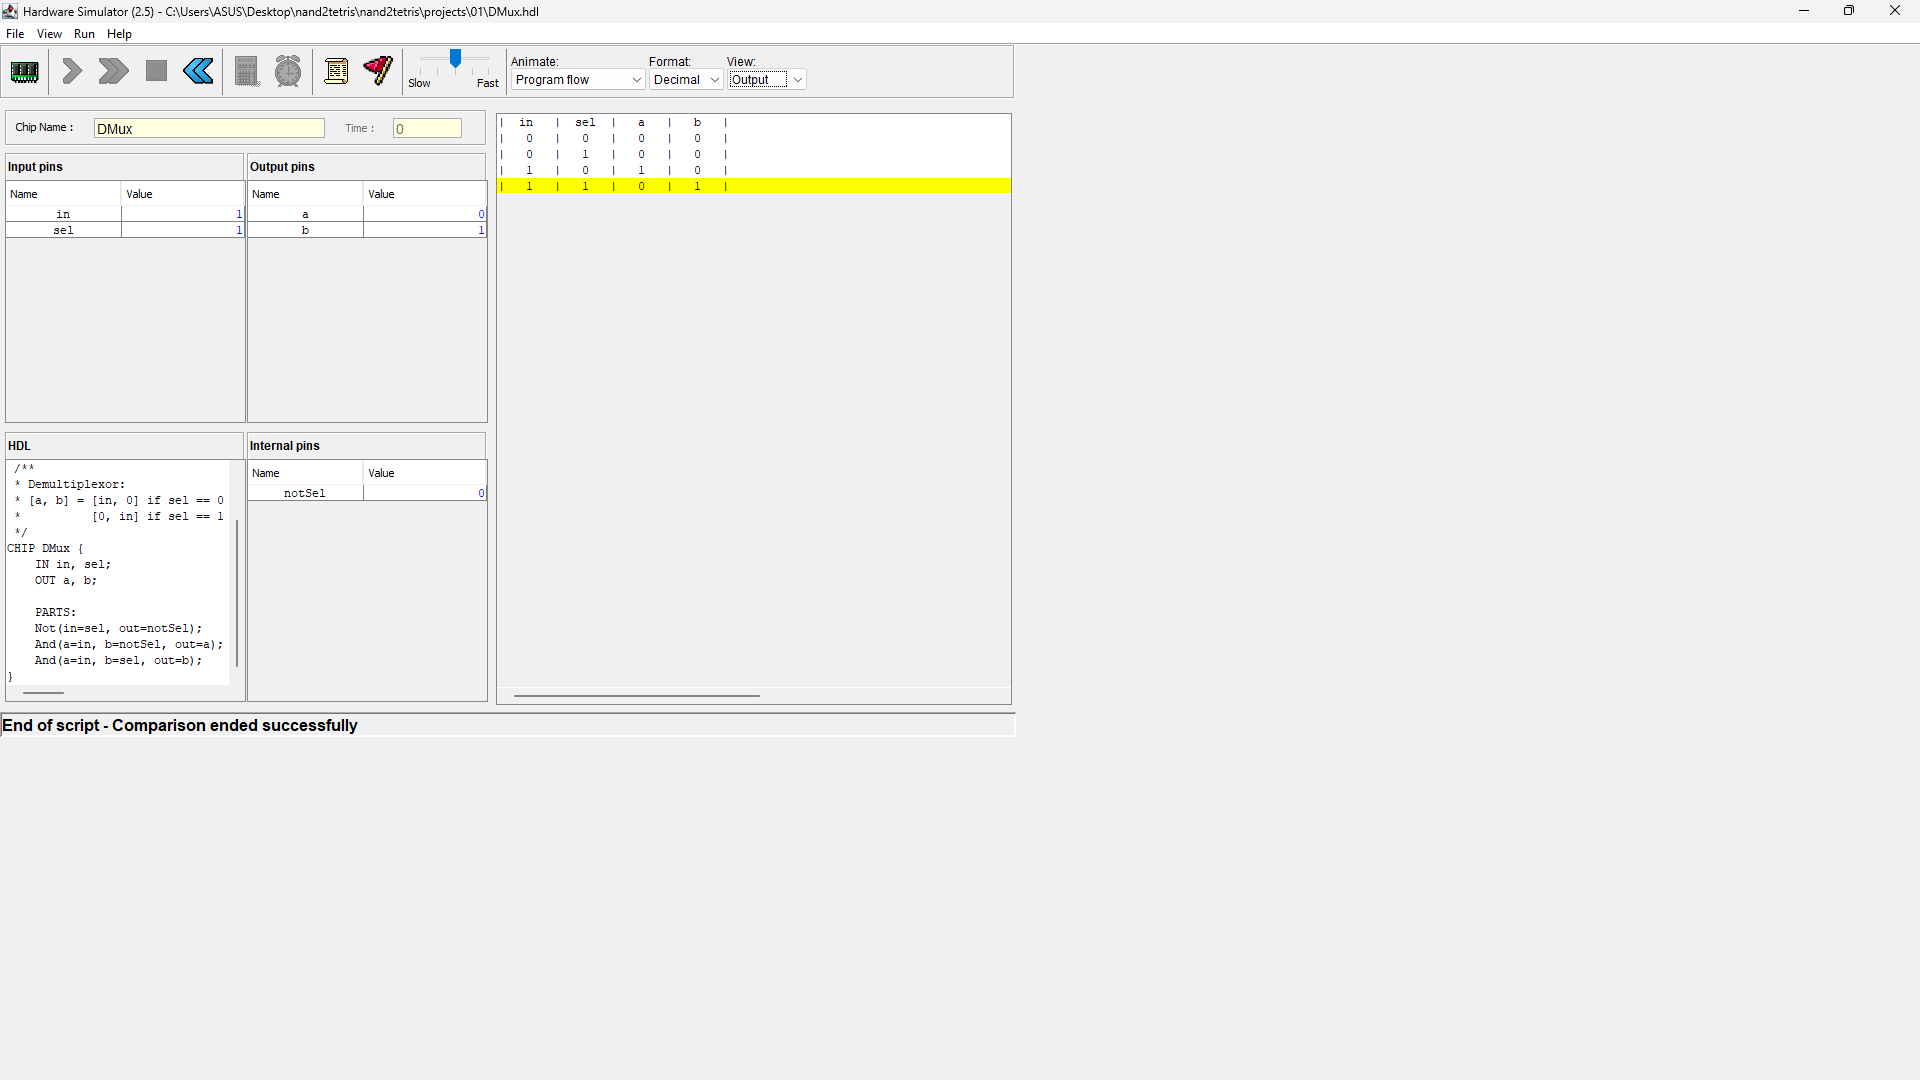 Hardware Simulator (2.5) - C:\Users\ASUS\Desktop\nand2tetris\nand2tetris\projects\01\DMux.hdl
File View Run Help
Slow Fast
Animate: Format: View:
Program flow Decimal Output
Chip Name : DMux Time : 0
Input pins
Name Value
in 1
sel 1
Output pins
Name Value
a 0
b 1
HDL
/**
* Demultiplexor:
* [a, b] = [in, 0] if sel == 0
* [0, in] if sel == 1
*/
CHIP DMux {
IN in, sel;
OUT a, b;
PARTS:
Not(in=sel, out=notSel);
And(a=in, b=notSel, out=a);
And(a=in, b=sel, out=b);
}
Internal pins
Name Value
notSel 0
| in | sel | a | b |
| 0 | 0 | 0 | 0 |
| 0 | 1 | 0 | 0 |
| 1 | 0 | 1 | 0 |
| 1 | 1 | 0 | 1 |
End of script - Comparison ended successfully